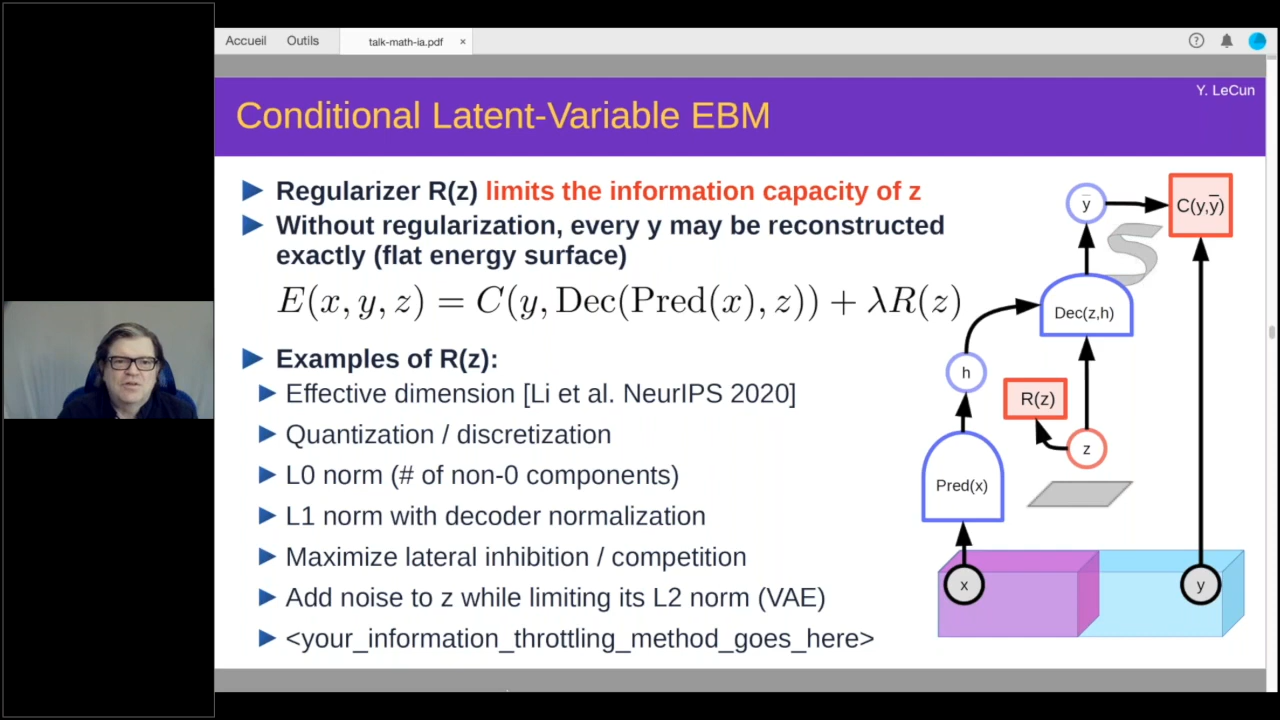 Accueil Outils talk-math-ia.pdf ×
Y. LeCun
Conditional Latent-Variable EBM
Regularizer R(z) limits the information capacity of z
Without regularization, every y may be reconstructed
exactly (flat energy surface)
E(x, y, z) = C(y, Dec(Pred(x), z)) + λR(z)
Examples of R(z):
Effective dimension [Li et al. NeurIPS 2020]
Quantization / discretization
L0 norm (# of non-0 components)
L1 norm with decoder normalization
Maximize lateral inhibition / competition
Add noise to z while limiting its L2 norm (VAE)
<your_information_throttling_method_goes_here>
y̅
C(y,y̅)
Dec(z,h)
h
R(z)
z
Pred(x)
x
y